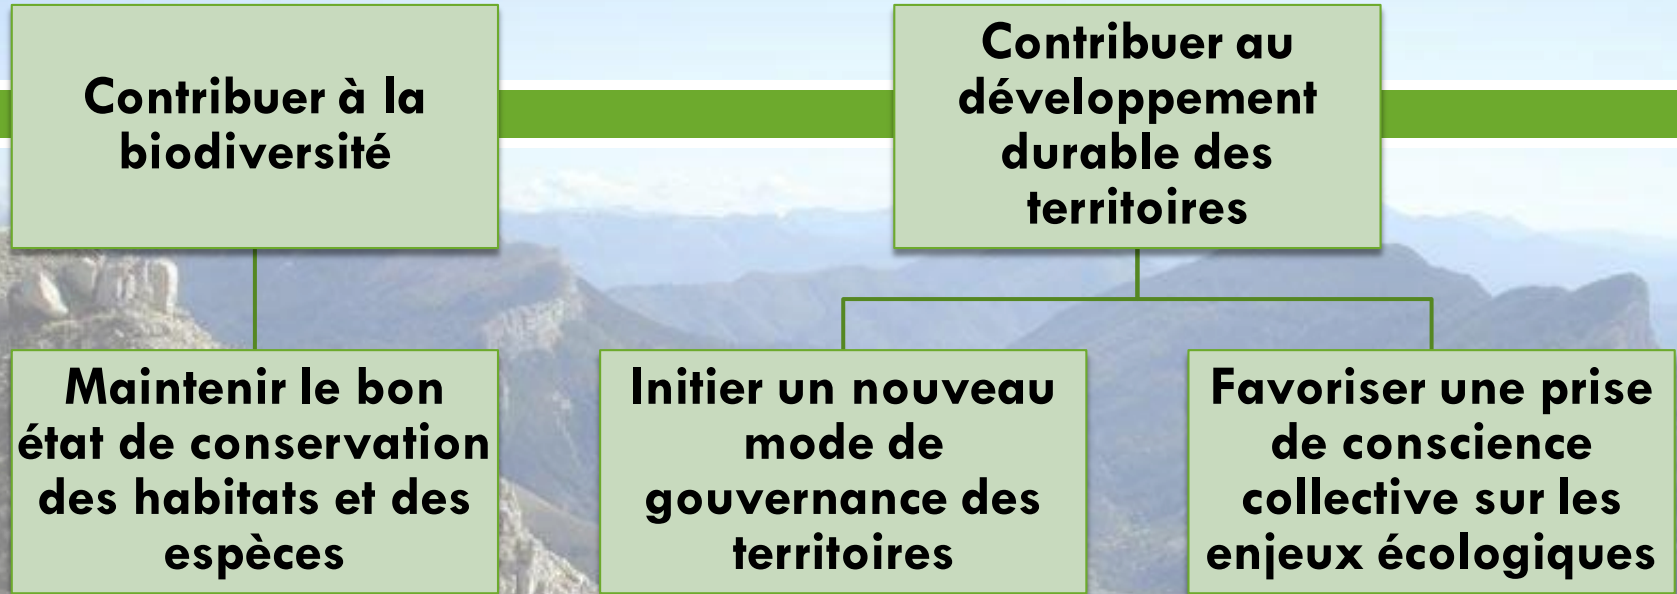 Contribuer à la
biodiversité
Contribuer au
développement
durable des
territoires
Maintenir le bon
état de conservation
des habitats et des
espèces
Initier un nouveau
mode de
gouvernance des
territoires
Favoriser une prise
de conscience
collective sur les
enjeux écologiques